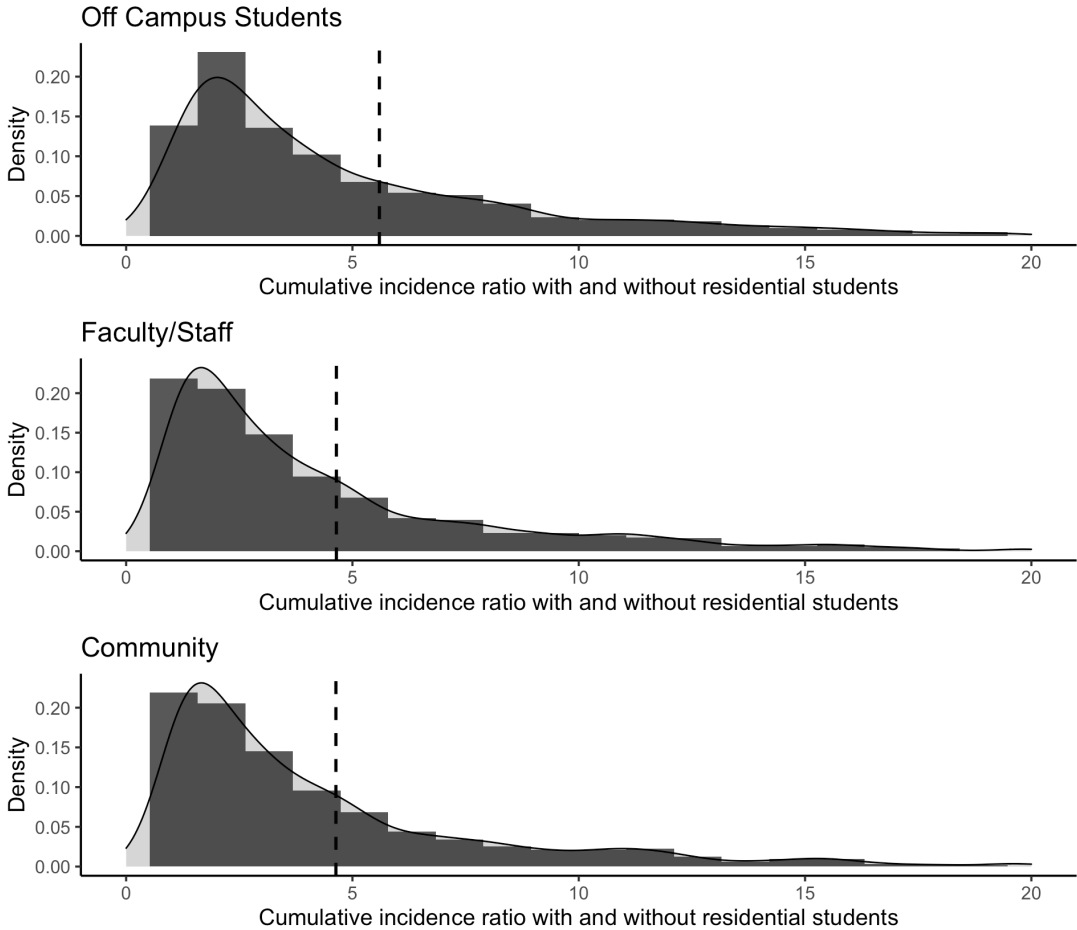 Off Campus Students
Density
0.20
0.15
0.10
0.05
0.00
0 5 10 15 20
Cumulative incidence ratio with and without residential students
Faculty/Staff
Density
0.20
0.15
0.10
0.05
0.00
0 5 10 15 20
Cumulative incidence ratio with and without residential students
Community
Density
0.20
0.15
0.10
0.05
0.00
0 5 10 15 20
Cumulative incidence ratio with and without residential students